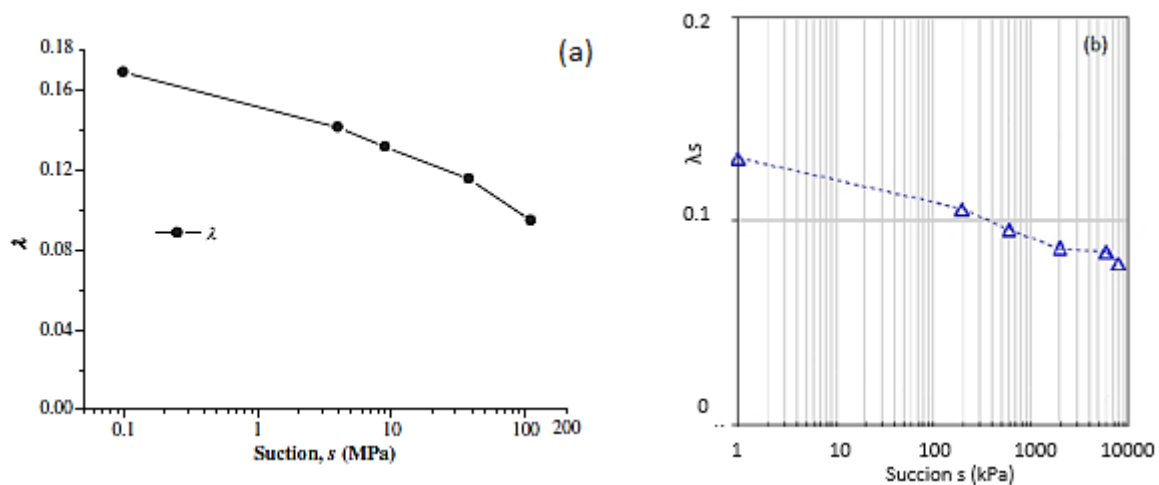 (a)
0.18
0.16
0.12
0.08
0.04
0.00
λ
λ
0.1 1 10 100 200
Suction, s (MPa)
(b)
0.2
0.1
0
λs
1 10 100 1000 10000
Succion s (kPa)